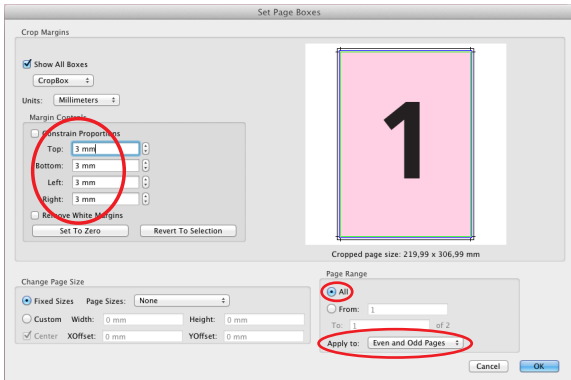 Set Page Boxes
Crop Margins
Show All Boxes
CropBox
Units: Millimeters
Margin Controls
Constrain Proportions
Top: 3 mm
Bottom: 3 mm
Left: 3 mm
Right: 3 mm
Remove White Margins
Set To Zero Revert To Selection
1
Cropped page size: 219,99 x 306,99 mm
Change Page Size
Fixed Sizes Page Sizes: None
Custom Width: 0 mm Height: 0 mm
Center XOffset: 0 mm YOffset: 0 mm
Page Range
All
From: 1
To: 1 of 2
Apply to: Even and Odd Pages
Cancel OK